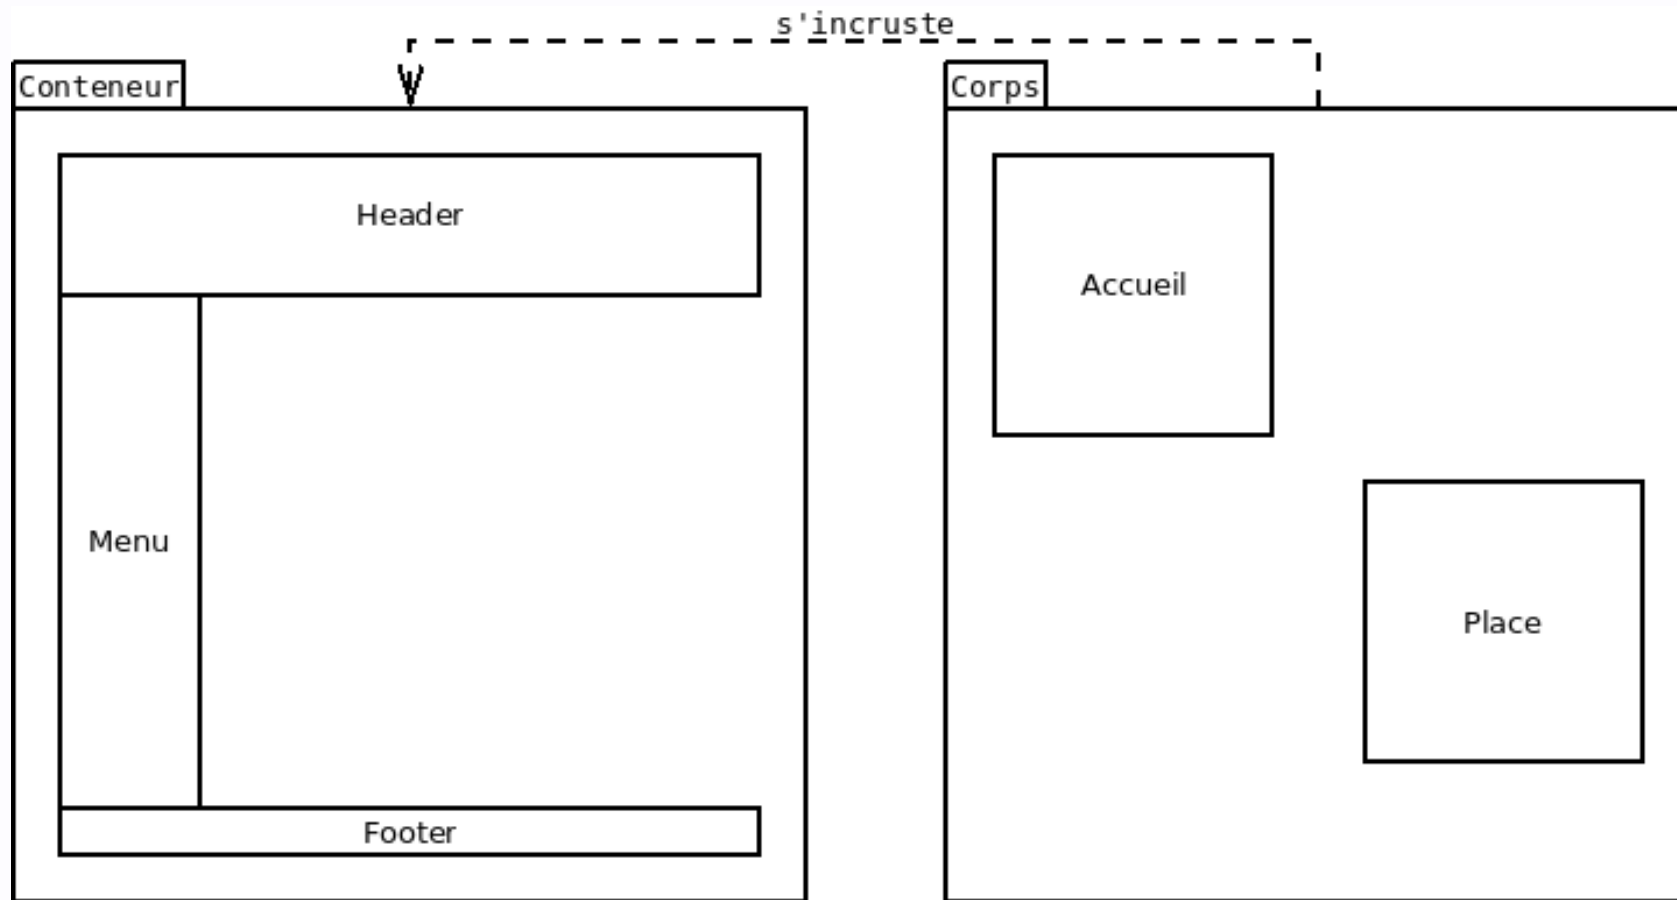 s'incruste
Conteneur
Corps
Header
Accueil
Menu
Place
Footer